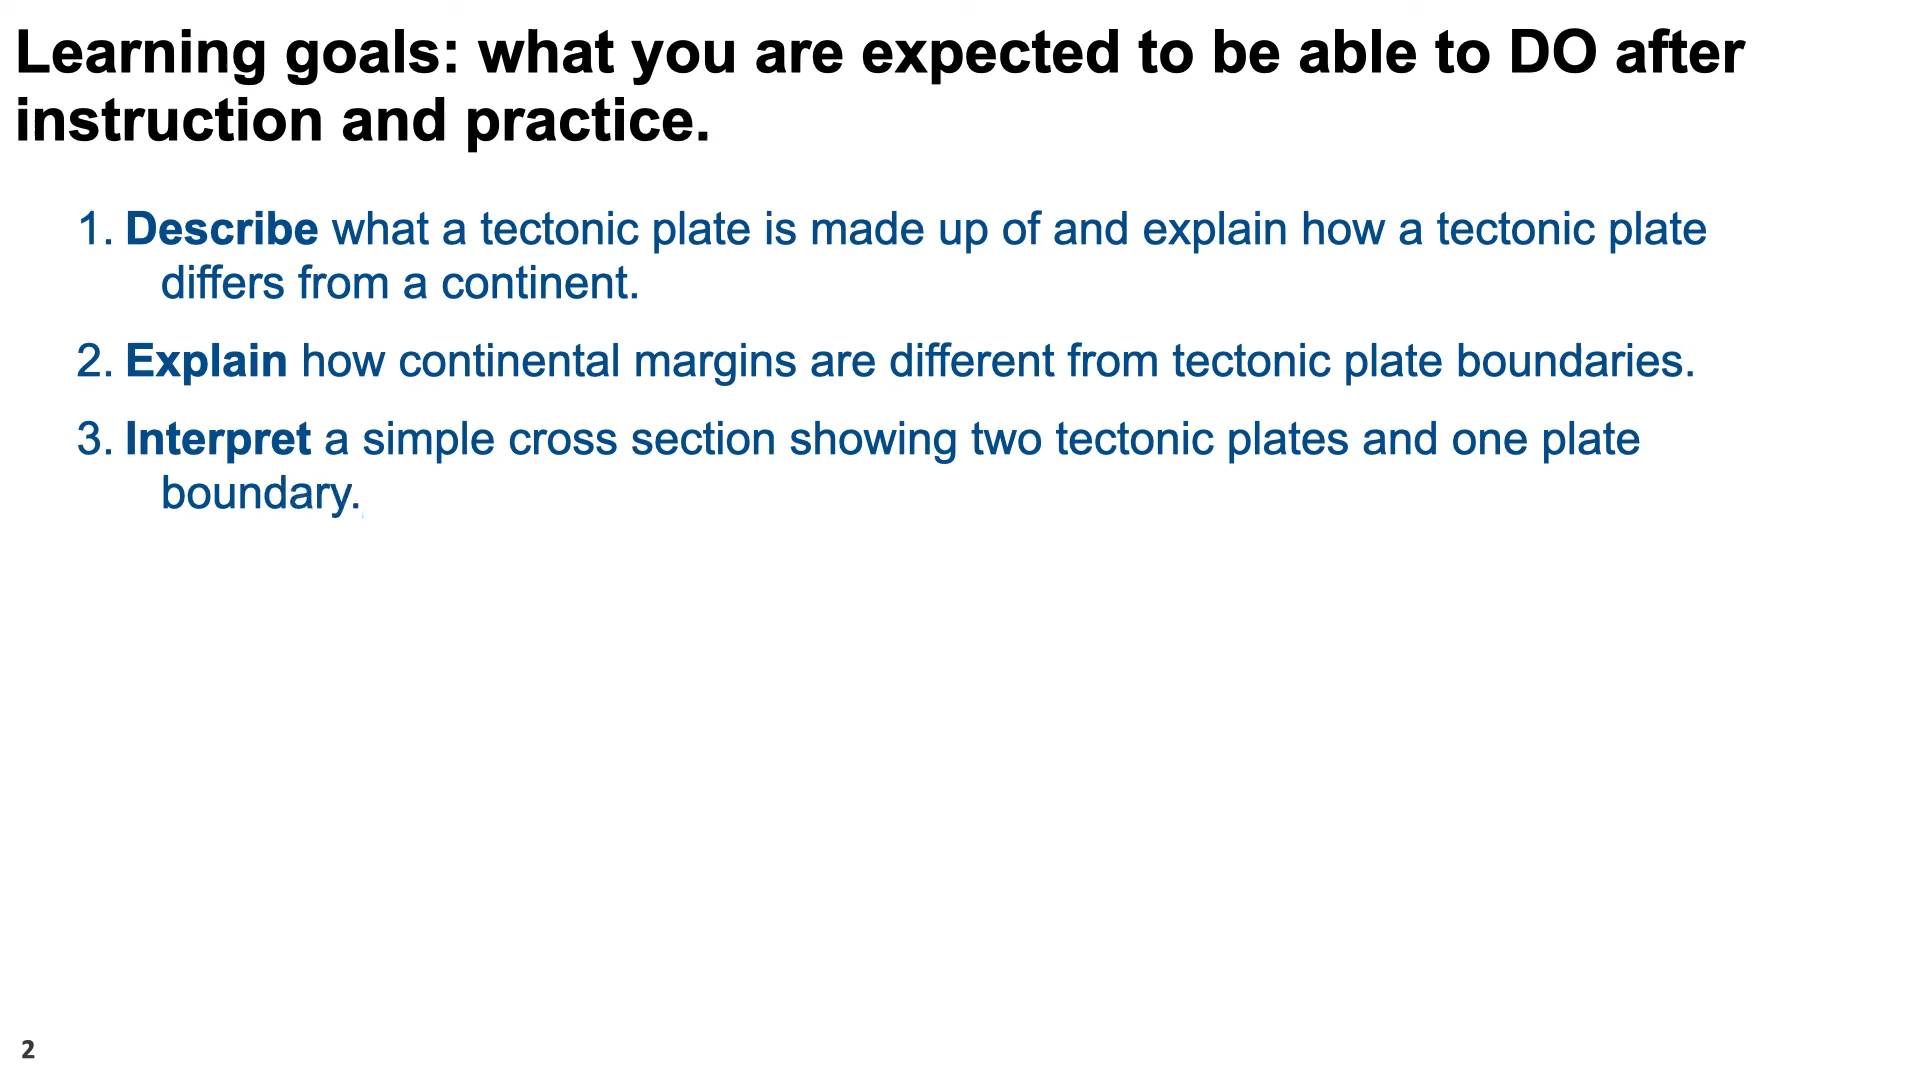 Learning goals: what you are expected to be able to DO after
instruction and practice.
1. Describe what a tectonic plate is made up of and explain how a tectonic plate
differs from a continent.
2. Explain how continental margins are different from tectonic plate boundaries.
3. Interpret a simple cross section showing two tectonic plates and one plate
boundary.
2